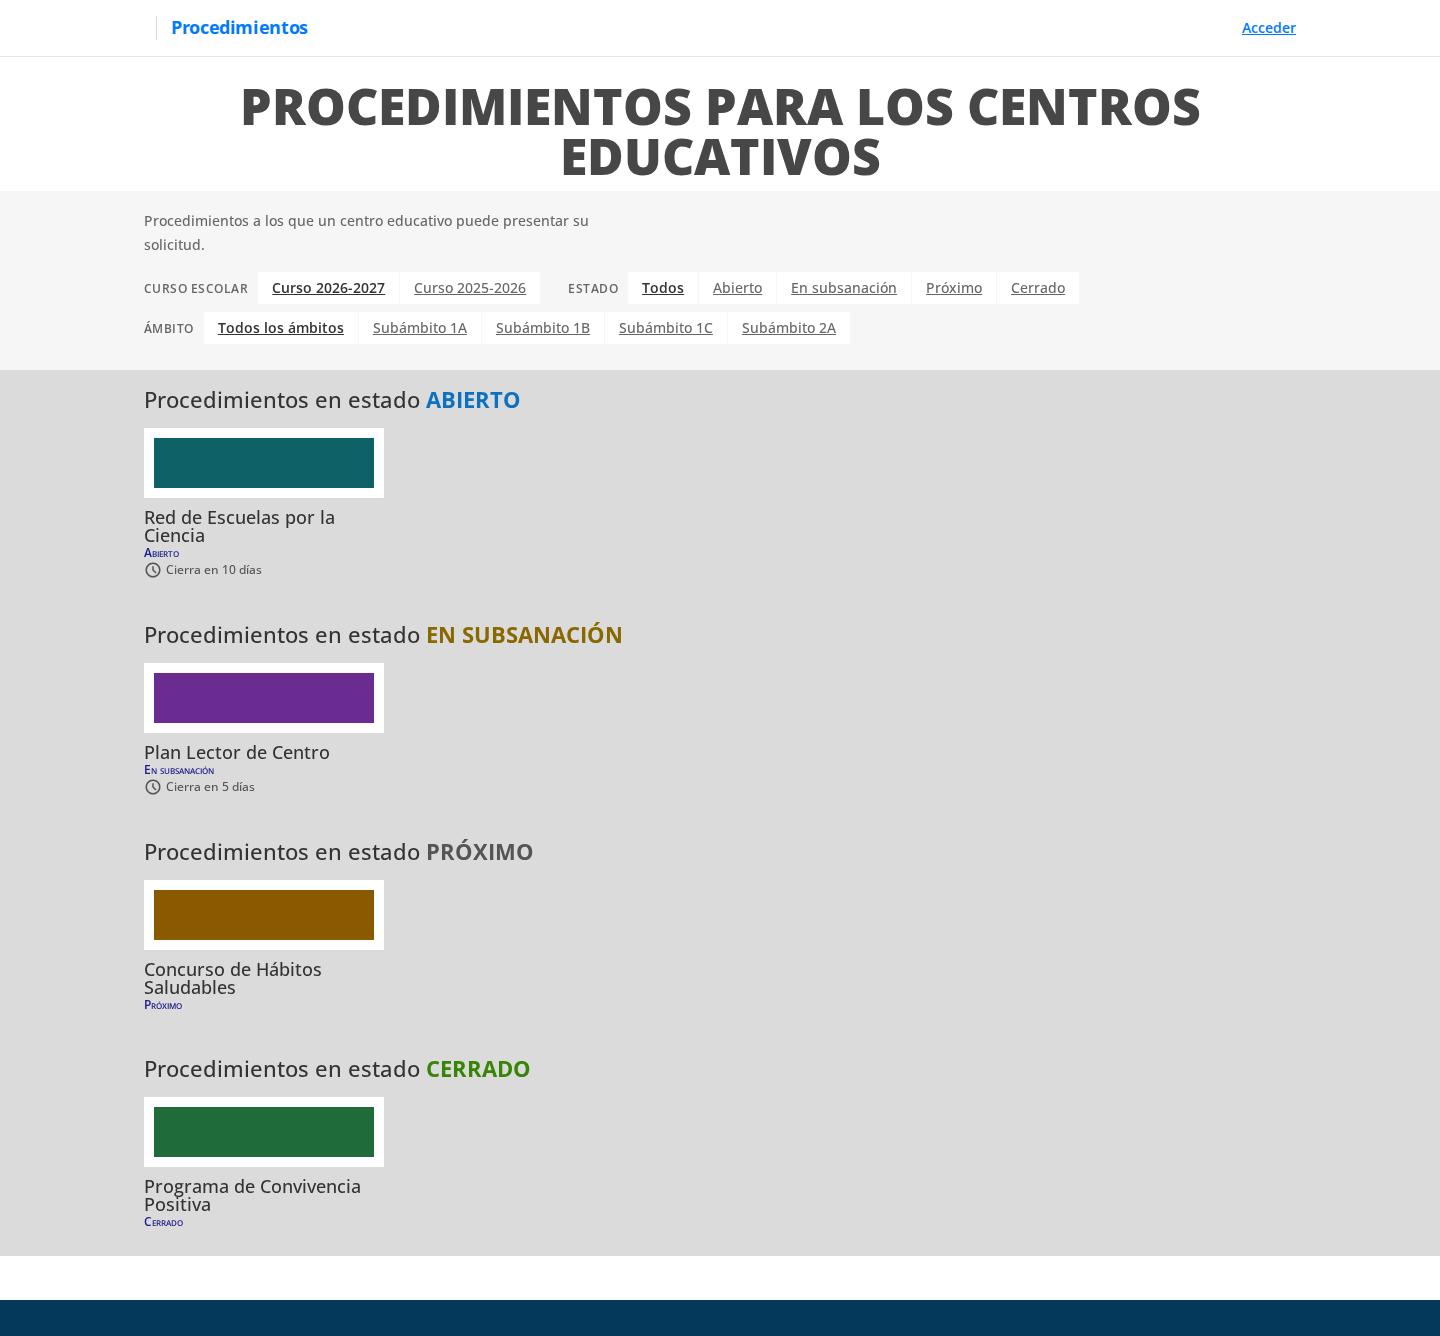 Procedimientos
Acceder
PROCEDIMIENTOS PARA LOS CENTROS
EDUCATIVOS
Procedimientos a los que un centro educativo puede presentar su
solicitud.
CURSO ESCOLAR Curso 2026-2027 Curso 2025-2026 ESTADO Todos Abierto En subsanación Próximo Cerrado
ÁMBITO Todos los ámbitos Subámbito 1A Subámbito 1B Subámbito 1C Subámbito 2A
Procedimientos en estado ABIERTO
Red de Escuelas por la
Ciencia
Abierto
Cierra en 10 días
Procedimientos en estado EN SUBSANACIÓN
Plan Lector de Centro
En subsanación
Cierra en 5 días
Procedimientos en estado PRÓXIMO
Concurso de Hábitos
Saludables
Próximo
Procedimientos en estado CERRADO
Programa de Convivencia
Positiva
Cerrado